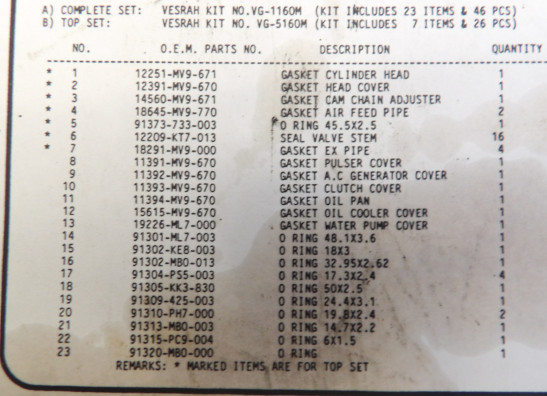 A) COMPLETE SET: VESRAH KIT NO. VG-1160M (KIT INCLUDES 23 ITEMS & 46 PCS)
B) TOP SET: VESRAH KIT NO. VG-5160M (KIT INCLUDES 7 ITEMS & 26 PCS)
NO. O.E.M. PARTS NO. DESCRIPTION QUANTITY
* 1 12251-MV9-671 GASKET CYLINDER HEAD 1
* 2 12391-MV9-670 GASKET HEAD COVER 1
* 3 14560-MV9-671 GASKET CAM CHAIN ADJUSTER 1
* 4 18645-MV9-770 GASKET AIR FEED PIPE 2
* 5 91373-733-003 O RING 45.5X2.5 1
* 6 12209-KT7-013 SEAL VALVE STEM 16
* 7 18291-MV9-000 GASKET EX PIPE 4
8 11391-MV9-670 GASKET PULSER COVER 1
9 11392-MV9-670 GASKET A.C GENERATOR COVER 1
10 11393-MV9-670 GASKET CLUTCH COVER 1
11 11394-MV9-670 GASKET OIL PAN 1
12 15615-MV9-670 GASKET OIL COOLER COVER 1
13 19226-ML7-000 GASKET WATER PUMP COVER 1
14 91301-ML7-003 O RING 48.1X3.6 1
15 91302-KE8-003 O RING 18X3 1
16 91302-MB0-013 O RING 32.95X2.62 1
17 91304-PS5-003 O RING 17.3X2.4 4
18 91305-KK3-830 O RING 50X2.5 1
19 91309-425-003 O RING 24.4X3.1 1
20 91310-PH7-000 O RING 19.8X2.4 2
21 91313-MB0-003 O RING 14.7X2.2 1
22 91315-PC9-004 O RING 6X1.5 1
23 91320-MB0-000 O RING 1
REMARKS: * MARKED ITEMS ARE FOR TOP SET